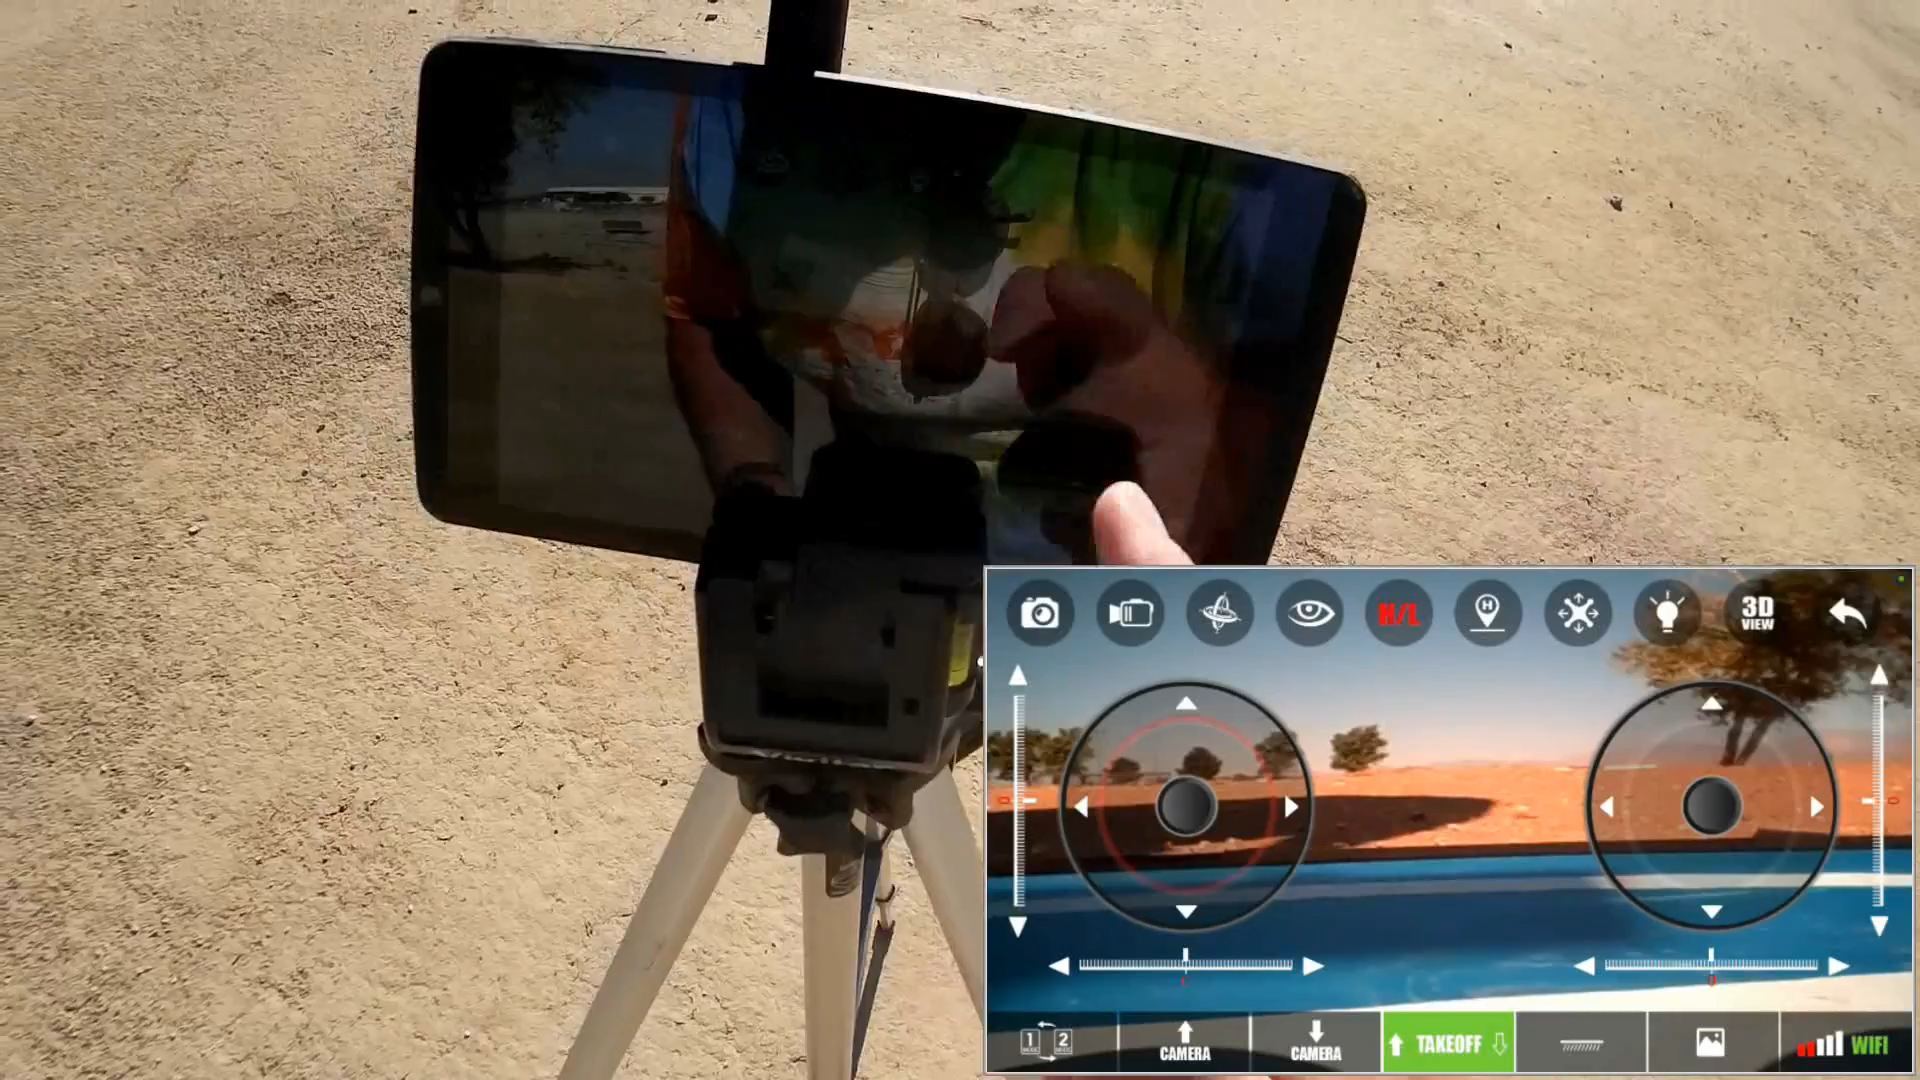 H/L
H
3D
VIEW
1
2
CAMERA
CAMERA
TAKEOFF
WIFI